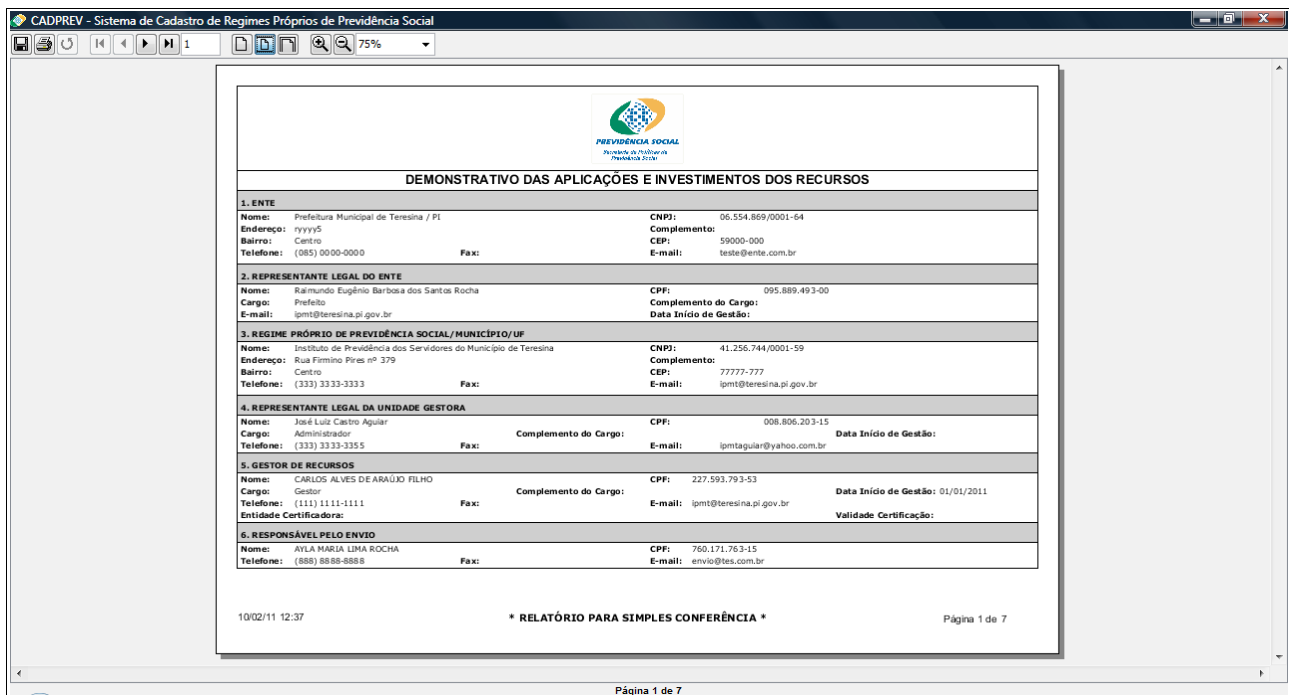 CADPREV - Sistema de Cadastro de Regimes Próprios de Previdência Social
1 75%
PREVIDÊNCIA SOCIAL
Secretaria de Políticas de
Previdência Social
DEMONSTRATIVO DAS APLICAÇÕES E INVESTIMENTOS DOS RECURSOS
1. ENTE
Nome: Prefeitura Municipal de Teresina / PI CNPJ: 06.554.869/0001-64
Endereço: ryyyy5 Complemento:
Bairro: Centro CEP: 59000-000
Telefone: (085) 0000-0000 Fax: E-mail: teste@ente.com.br
2. REPRESENTANTE LEGAL DO ENTE
Nome: Raimundo Eugênio Barbosa dos Santos Rocha CPF: 095.889.493-00
Cargo: Prefeito Complemento do Cargo:
E-mail: ipmt@teresina.pi.gov.br Data Início de Gestão:
3. REGIME PRÓPRIO DE PREVIDÊNCIA SOCIAL/MUNICÍPIO/UF
Nome: Instituto de Previdência dos Servidores do Município de Teresina CNPJ: 41.256.744/0001-59
Endereço: Rua Firmino Pires nº 379 Complemento:
Bairro: Centro CEP: 77777-777
Telefone: (333) 3333-3333 Fax: E-mail: ipmt@teresina.pi.gov.br
4. REPRESENTANTE LEGAL DA UNIDADE GESTORA
Nome: José Luiz Castro Aguiar CPF: 008.806.203-15
Cargo: Administrador Complemento do Cargo: Data Início de Gestão:
Telefone: (333) 3333-3355 Fax: E-mail: ipmtaguiar@yahoo.com.br
5. GESTOR DE RECURSOS
Nome: CARLOS ALVES DE ARAÚJO FILHO CPF: 227.593.793-53
Cargo: Gestor Complemento do Cargo: Data Início de Gestão: 01/01/2011
Telefone: (111) 1111-1111 Fax: E-mail: ipmt@teresina.pi.gov.br
Entidade Certificadora: Validade Certificação:
6. RESPONSÁVEL PELO ENVIO
Nome: AYLA MARIA LIMA ROCHA CPF: 760.171.763-15
Telefone: (888) 8888-8888 Fax: E-mail: envio@tes.com.br
10/02/11 12:37 * RELATÓRIO PARA SIMPLES CONFERÊNCIA * Página 1 de 7
Página 1 de 7